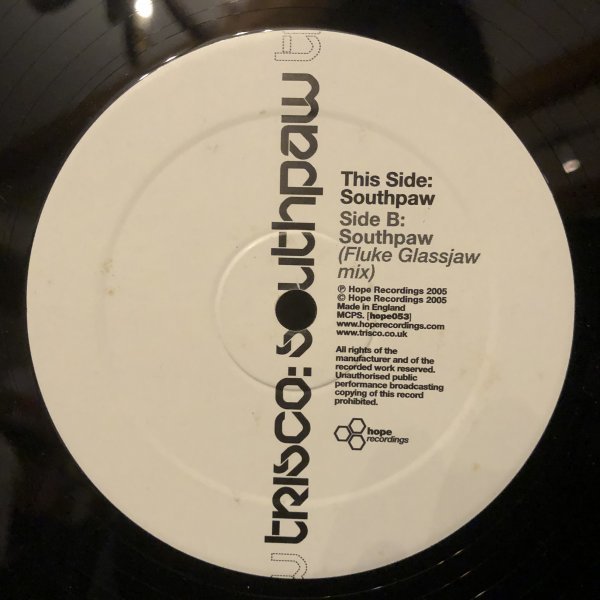 trisco: southpaw
This Side:
Southpaw
Side B:
Southpaw
(Fluke Glassjaw
mix)
℗ Hope Recordings 2005
© Hope Recordings 2005
Made in England
MCPS. [hope053]
www.hoperecordings.com
www.trisco.co.uk
All rights of the
manufacturer and of the
recorded work reserved.
Unauthorised public
performance broadcasting
copying of this record
prohibited.
hope
recordings